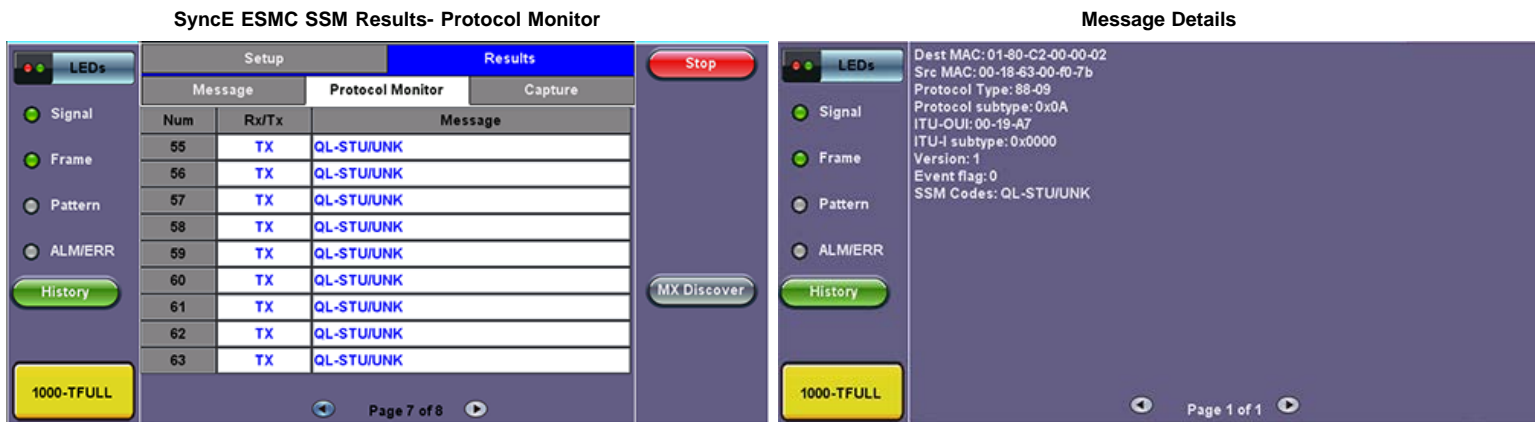 SyncE ESMC SSM Results- Protocol Monitor
LEDs
Signal
Frame
Pattern
ALM/ERR
History
1000-TFULL
Setup Results
Message Protocol Monitor Capture
Num Rx/Tx Message
55 TX QL-STU/UNK
56 TX QL-STU/UNK
57 TX QL-STU/UNK
58 TX QL-STU/UNK
59 TX QL-STU/UNK
60 TX QL-STU/UNK
61 TX QL-STU/UNK
62 TX QL-STU/UNK
63 TX QL-STU/UNK
Page 7 of 8
Stop
MX Discover
Message Details
LEDs
Signal
Frame
Pattern
ALM/ERR
History
1000-TFULL
Dest MAC: 01-80-C2-00-00-02
Src MAC: 00-18-63-00-f0-7b
Protocol Type: 88-09
Protocol subtype: 0x0A
ITU-OUI: 00-19-A7
ITU-I subtype: 0x0000
Version: 1
Event flag: 0
SSM Codes: QL-STU/UNK
Page 1 of 1